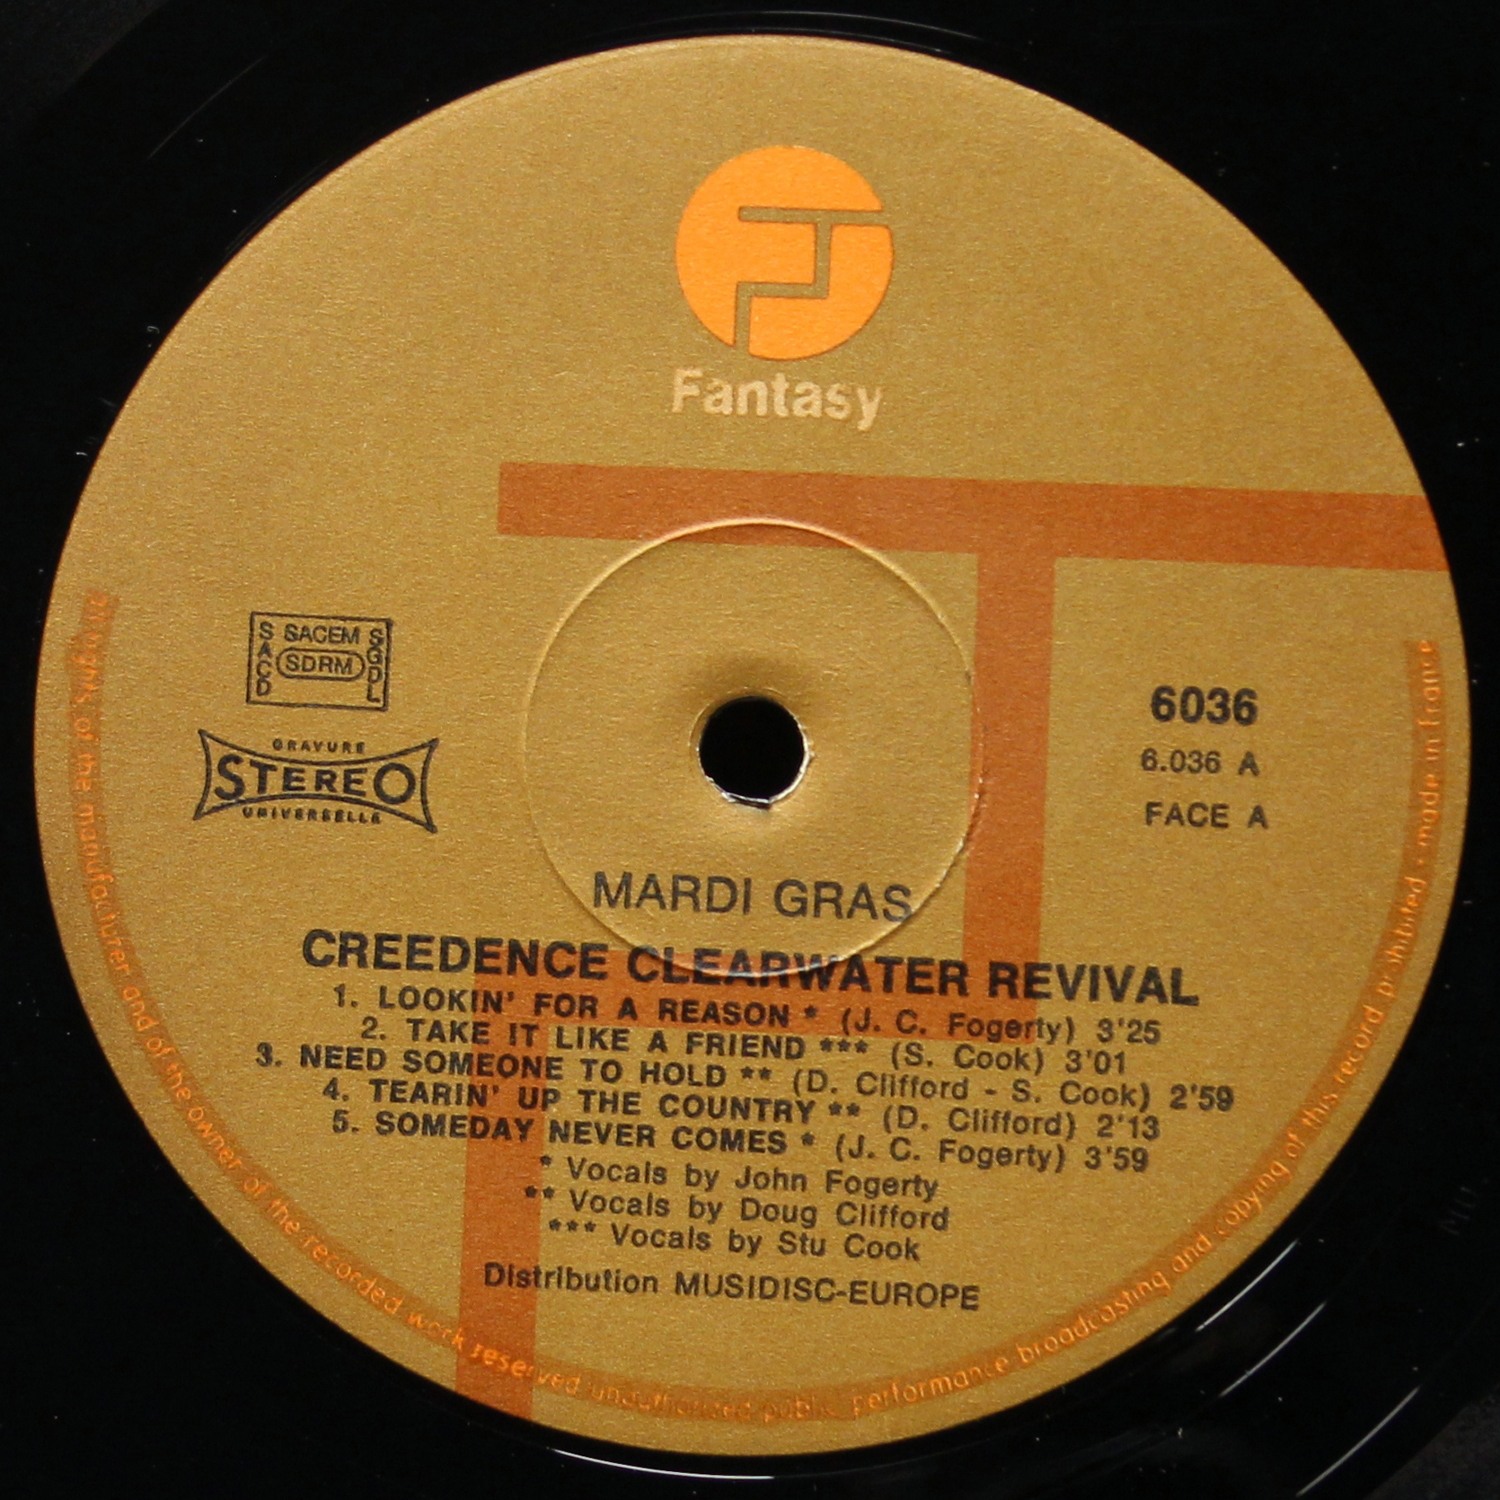 Fantasy
S SACEM S
A SDRM G
C D
D L
GRAVURE
STEREO
UNIVERSELLE
6036
6.036 A
FACE A
MARDI GRAS
CREEDENCE CLEARWATER REVIVAL
1. LOOKIN' FOR A REASON * (J. C. Fogerty) 3'25
2. TAKE IT LIKE A FRIEND *** (S. Cook) 3'01
3. NEED SOMEONE TO HOLD ** (D. Clifford - S. Cook) 2'59
4. TEARIN' UP THE COUNTRY ** (D. Clifford) 2'13
5. SOMEDAY NEVER COMES * (J. C. Fogerty) 3'59
* Vocals by John Fogerty
** Vocals by Doug Clifford
*** Vocals by Stu Cook
Distribution MUSIDISC-EUROPE
all rights of the manufacturer and of the owner of the recorded work reserved unauthorized public performance broadcasting and copying of this record prohibited - made in france